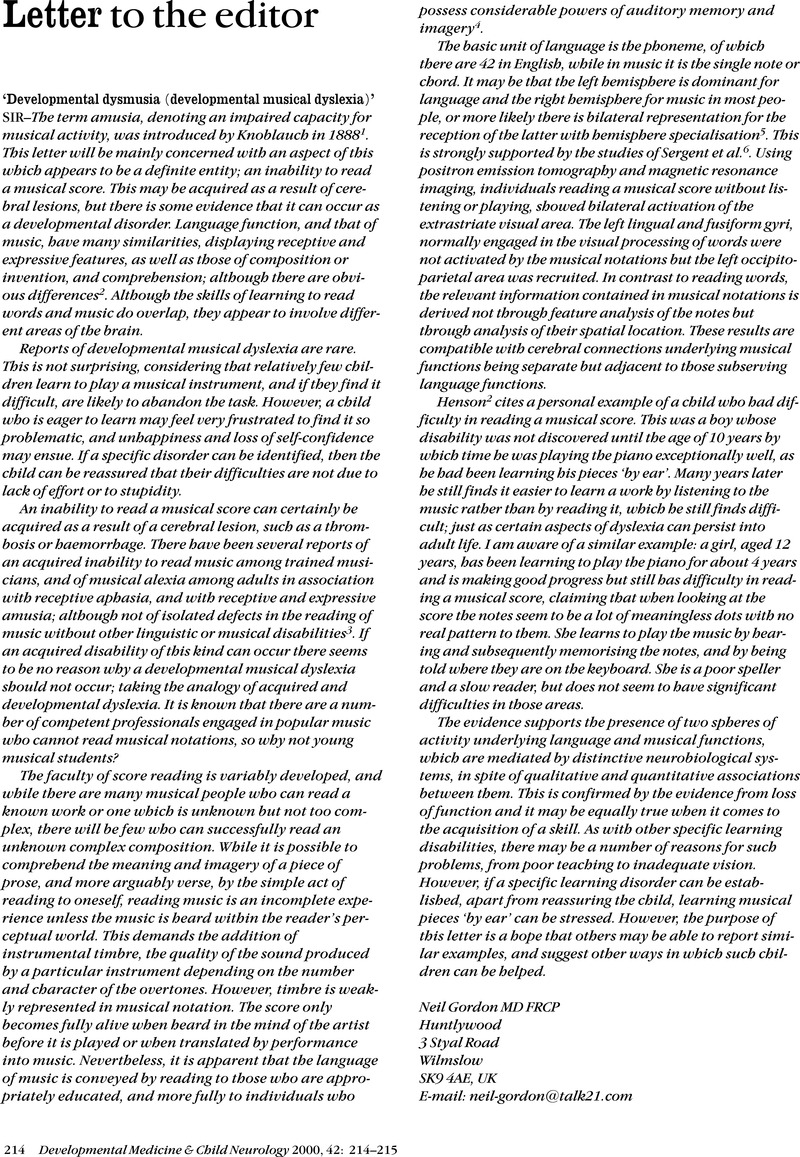 Letter to the editor
‘Developmental dysmusia (developmental musical dyslexia)’
SIR–The term amusia, denoting an impaired capacity for
musical activity, was introduced by Knoblauch in 1888¹.
This letter will be mainly concerned with an aspect of this
which appears to be a definite entity; an inability to read
a musical score. This may be acquired as a result of cere-
bral lesions, but there is some evidence that it can occur as
a developmental disorder. Language function, and that of
music, have many similarities, displaying receptive and
expressive features, as well as those of composition or
invention, and comprehension; although there are obvi-
ous differences². Although the skills of learning to read
words and music do overlap, they appear to involve differ-
ent areas of the brain.
Reports of developmental musical dyslexia are rare.
This is not surprising, considering that relatively few chil-
dren learn to play a musical instrument, and if they find it
difficult, are likely to abandon the task. However, a child
who is eager to learn may feel very frustrated to find it so
problematic, and unhappiness and loss of self-confidence
may ensue. If a specific disorder can be identified, then the
child can be reassured that their difficulties are not due to
lack of effort or to stupidity.
An inability to read a musical score can certainly be
acquired as a result of a cerebral lesion, such as a throm-
bosis or haemorrhage. There have been several reports of
an acquired inability to read music among trained musi-
cians, and of musical alexia among adults in association
with receptive aphasia, and with receptive and expressive
amusia; although not of isolated defects in the reading of
music without other linguistic or musical disabilities³. If
an acquired disability of this kind can occur there seems
to be no reason why a developmental musical dyslexia
should not occur; taking the analogy of acquired and
developmental dyslexia. It is known that there are a num-
ber of competent professionals engaged in popular music
who cannot read musical notations, so why not young
musical students?
The faculty of score reading is variably developed, and
while there are many musical people who can read a
known work or one which is unknown but not too com-
plex, there will be few who can successfully read an
unknown complex composition. While it is possible to
comprehend the meaning and imagery of a piece of
prose, and more arguably verse, by the simple act of
reading to oneself, reading music is an incomplete expe-
rience unless the music is heard within the reader’s per-
ceptual world. This demands the addition of
instrumental timbre, the quality of the sound produced
by a particular instrument depending on the number
and character of the overtones. However, timbre is weak-
ly represented in musical notation. The score only
becomes fully alive when heard in the mind of the artist
before it is played or when translated by performance
into music. Nevertheless, it is apparent that the language
of music is conveyed by reading to those who are appro-
priately educated, and more fully to individuals who
possess considerable powers of auditory memory and
imagery⁴.
The basic unit of language is the phoneme, of which
there are 42 in English, while in music it is the single note or
chord. It may be that the left hemisphere is dominant for
language and the right hemisphere for music in most peo-
ple, or more likely there is bilateral representation for the
reception of the latter with hemisphere specialisation⁵. This
is strongly supported by the studies of Sergent et al.⁶. Using
positron emission tomography and magnetic resonance
imaging, individuals reading a musical score without lis-
tening or playing, showed bilateral activation of the
extrastriate visual area. The left lingual and fusiform gyri,
normally engaged in the visual processing of words were
not activated by the musical notations but the left occipito-
parietal area was recruited. In contrast to reading words,
the relevant information contained in musical notations is
derived not through feature analysis of the notes but
through analysis of their spatial location. These results are
compatible with cerebral connections underlying musical
functions being separate but adjacent to those subserving
language functions.
Henson² cites a personal example of a child who had dif-
ficulty in reading a musical score. This was a boy whose
disability was not discovered until the age of 10 years by
which time he was playing the piano exceptionally well, as
he had been learning his pieces ‘by ear’. Many years later
he still finds it easier to learn a work by listening to the
music rather than by reading it, which he still finds diffi-
cult; just as certain aspects of dyslexia can persist into
adult life. I am aware of a similar example: a girl, aged 12
years, has been learning to play the piano for about 4 years
and is making good progress but still has difficulty in read-
ing a musical score, claiming that when looking at the
score the notes seem to be a lot of meaningless dots with no
real pattern to them. She learns to play the music by hear-
ing and subsequently memorising the notes, and by being
told where they are on the keyboard. She is a poor speller
and a slow reader, but does not seem to have significant
difficulties in those areas.
The evidence supports the presence of two spheres of
activity underlying language and musical functions,
which are mediated by distinctive neurobiological sys-
tems, in spite of qualitative and quantitative associations
between them. This is confirmed by the evidence from loss
of function and it may be equally true when it comes to
the acquisition of a skill. As with other specific learning
disabilities, there may be a number of reasons for such
problems, from poor teaching to inadequate vision.
However, if a specific learning disorder can be estab-
lished, apart from reassuring the child, learning musical
pieces ‘by ear’ can be stressed. However, the purpose of
this letter is a hope that others may be able to report simi-
lar examples, and suggest other ways in which such chil-
dren can be helped.
Neil Gordon MD FRCP
Huntlywood
3 Styal Road
Wilmslow
SK9 4AE, UK
E-mail: neil-gordon@talk21.com
214 Developmental Medicine & Child Neurology 2000, 42: 214–215